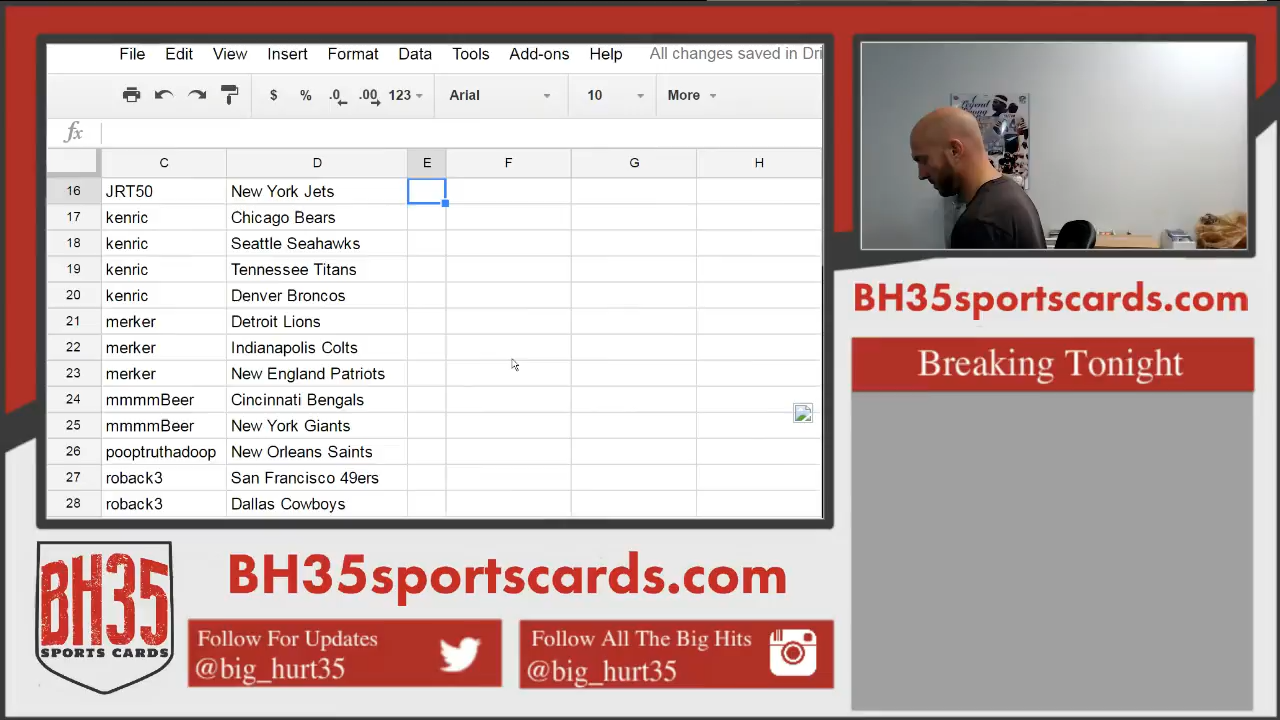 File Edit View Insert Format Data Tools Add-ons Help All changes saved in Dri
$ % .0 .00 123 Arial 10 More
fx
C D E F G H
16 JRT50 New York Jets
17 kenric Chicago Bears
18 kenric Seattle Seahawks
19 kenric Tennessee Titans
20 kenric Denver Broncos
21 merker Detroit Lions
22 merker Indianapolis Colts
23 merker New England Patriots
24 mmmmBeer Cincinnati Bengals
25 mmmmBeer New York Giants
26 pooptruthadoop New Orleans Saints
27 roback3 San Francisco 49ers
28 roback3 Dallas Cowboys
BH35sportscards.com
Breaking Tonight
BH35
SPORTS CARDS
BH35sportscards.com
Follow For Updates
@big_hurt35
Follow All The Big Hits
@big_hurt35